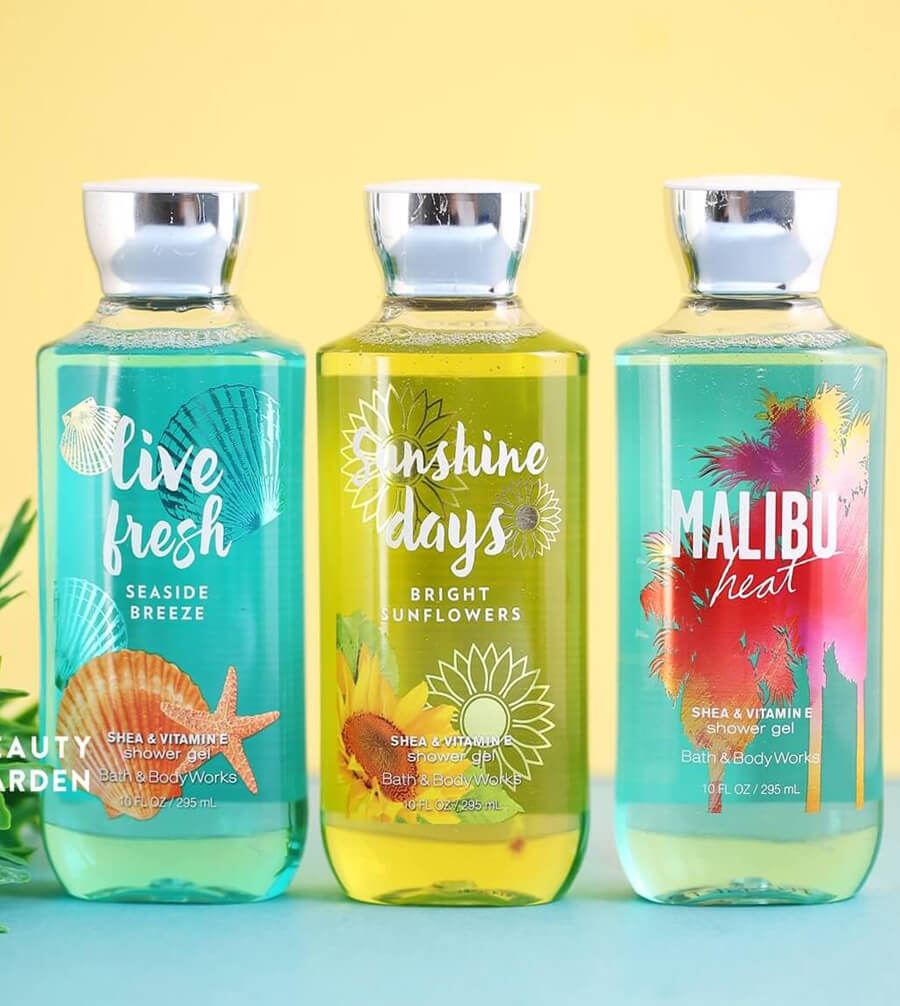 live
fresh
SEASIDE
BREEZE
SHEA & VITAMIN E
shower gel
Bath & Body Works
10 FL OZ / 295 mL
Sunshine
days
BRIGHT
SUNFLOWERS
SHEA & VITAMIN E
shower gel
Bath & Body Works
10 FL OZ / 295 mL
MALIBU
heat
SHEA & VITAMIN E
shower gel
Bath & Body Works
10 FL OZ / 295 mL
EAUTY
ARDEN